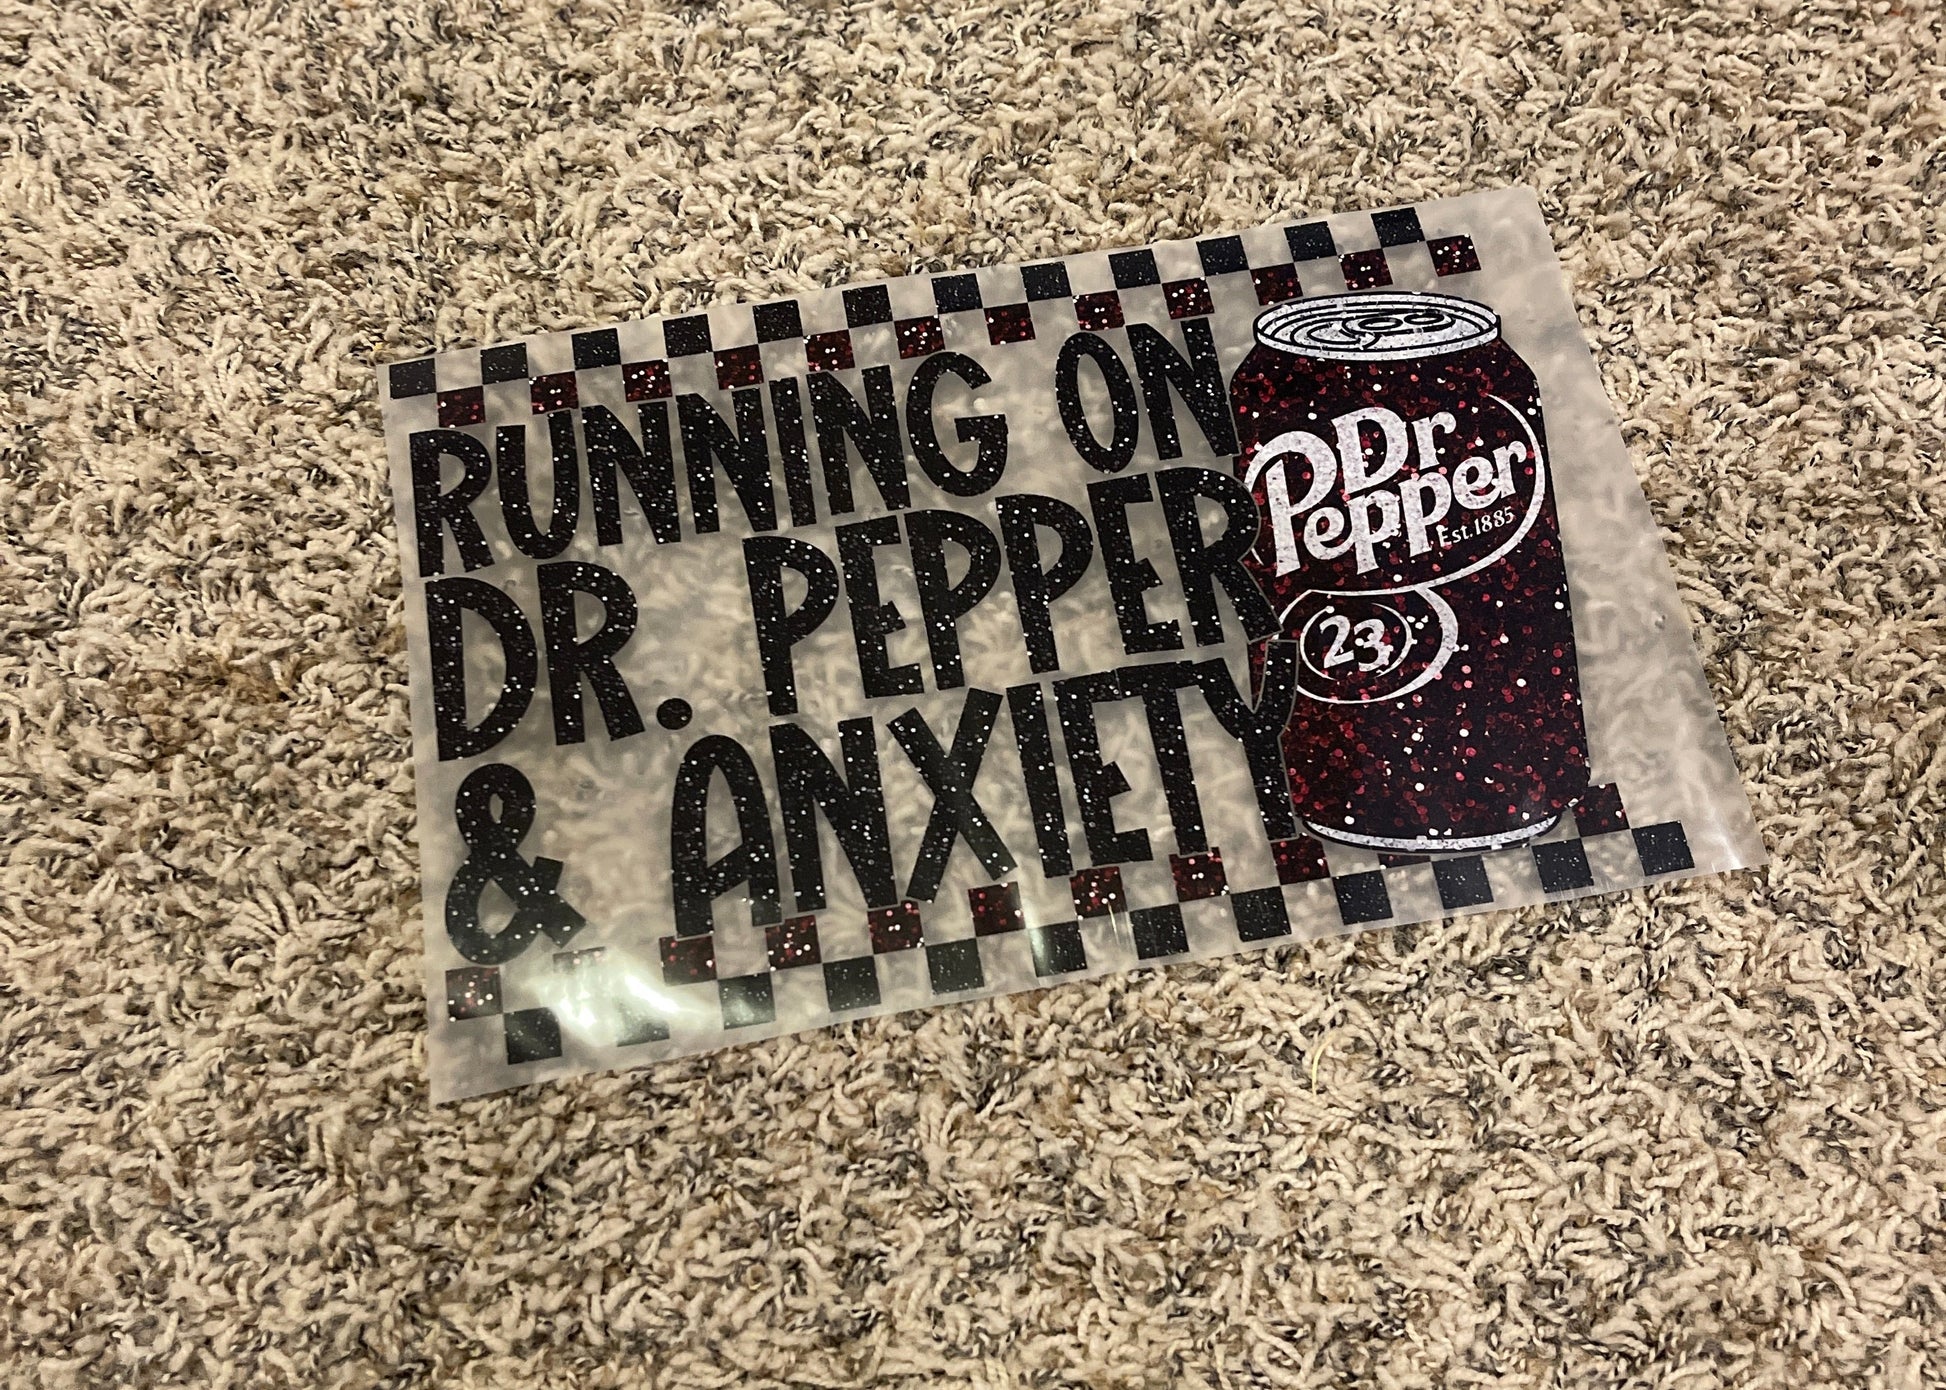 RUNNING ON
DR. PEPPER
& ANXIETY
Dr
Pepper
Est. 1885
23